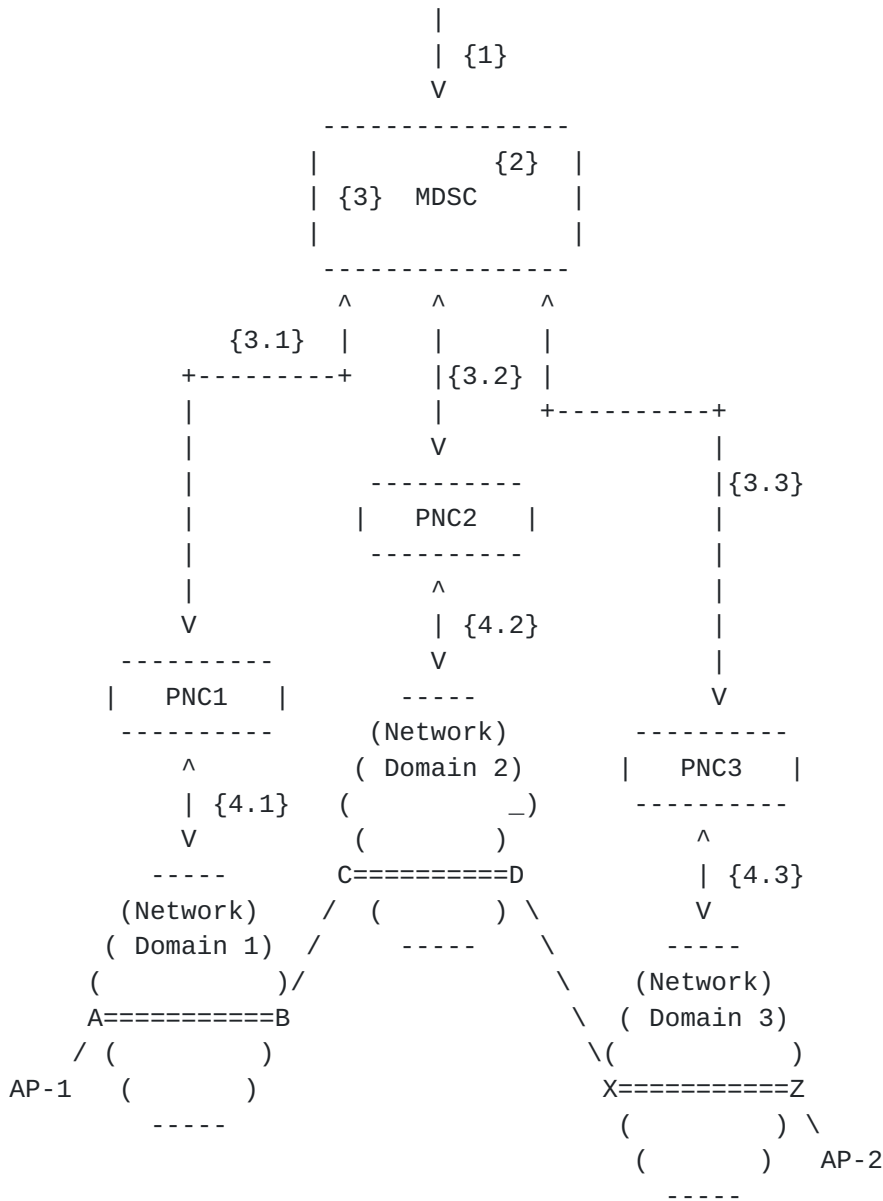 {1}
{2}
{3} MDSC
{3.1}
{3.2}
{3.3}
PNC2
{4.2}
PNC1
(Network)
( Domain 2)
PNC3
{4.1}
C==========D
{4.3}
(Network)
( Domain 1)
(Network)
A===========B
( Domain 3)
AP-1
X===========Z
AP-2